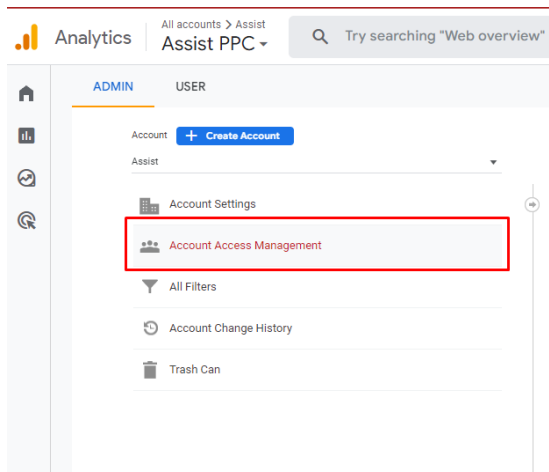 Analytics
All accounts > Assist
Assist PPC
Try searching "Web overview"
ADMIN
USER
Account
+ Create Account
Assist
Account Settings
Account Access Management
All Filters
Account Change History
Trash Can